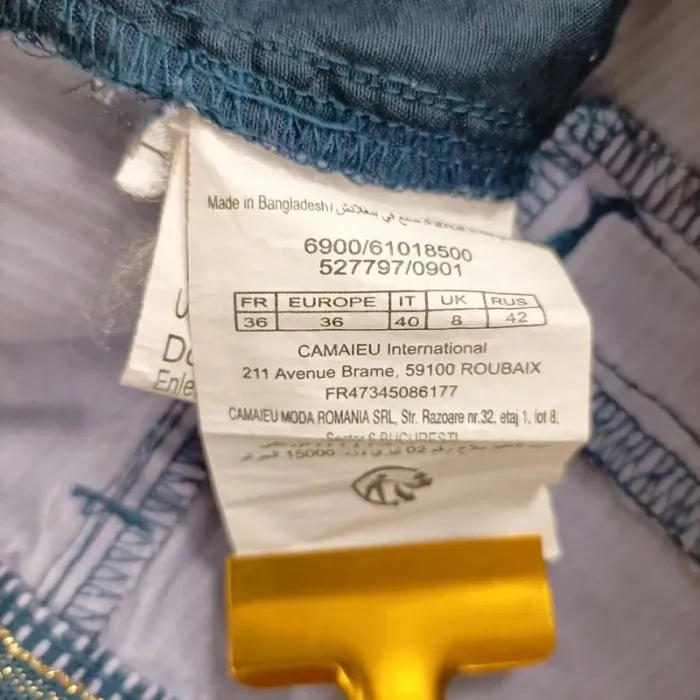 Made in Bangladesh/ صنع في بنغلاديش
6900/61018500
527797/0901
FR EUROPE IT UK RUS
36 36 40 8 42
CAMAIEU International
211 Avenue Brame, 59100 ROUBAIX
FR47345086177
CAMAIEU MODA ROMANIA SRL, Str. Razoare nr.32, etaj 1, lot 8,
Sector 6 BUCURESTI
02
15000
Enle